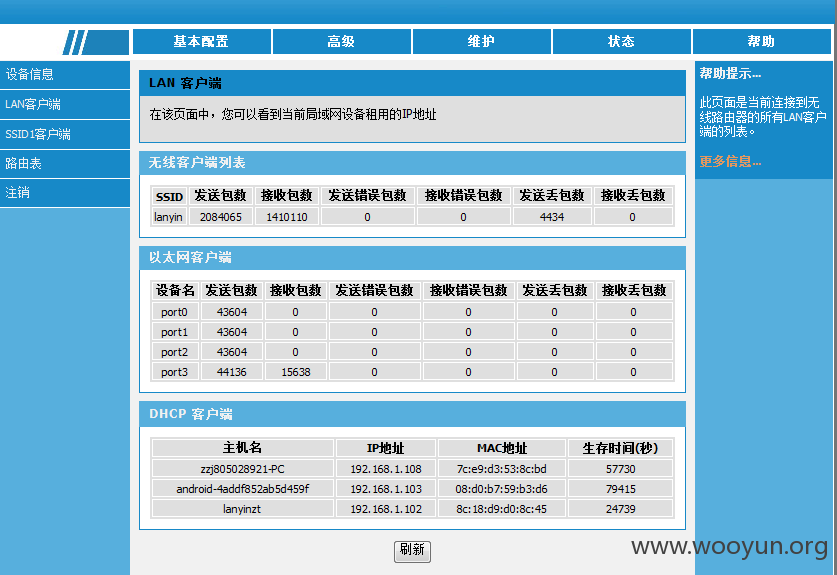 基本配置 高级 维护 状态 帮助
设备信息
LAN客户端
SSID1客户端
路由表
注销
LAN 客户端
在该页面中，您可以看到当前局域网设备租用的IP地址
无线客户端列表
SSID 发送包数 接收包数 发送错误包数 接收错误包数 发送丢包数 接收丢包数
lanyin 2084065 1410110 0 0 4434 0
以太网客户端
设备名 发送包数 接收包数 发送错误包数 接收错误包数 发送丢包数 接收丢包数
port0 43604 0 0 0 0 0
port1 43604 0 0 0 0 0
port2 43604 0 0 0 0 0
port3 44136 15638 0 0 0 0
DHCP 客户端
主机名 IP地址 MAC地址 生存时间(秒)
zzj805028921-PC 192.168.1.108 7c:e9:d3:53:8c:bd 57730
android-4addf852ab5d459f 192.168.1.103 08:d0:b7:59:b3:d6 79415
lanyinzt 192.168.1.102 8c:18:d9:d0:8c:45 24739
刷新
帮助提示...
此页面是当前连接到无
线路由器的所有LAN客户
端的列表。
更多信息...
www.wooyun.org